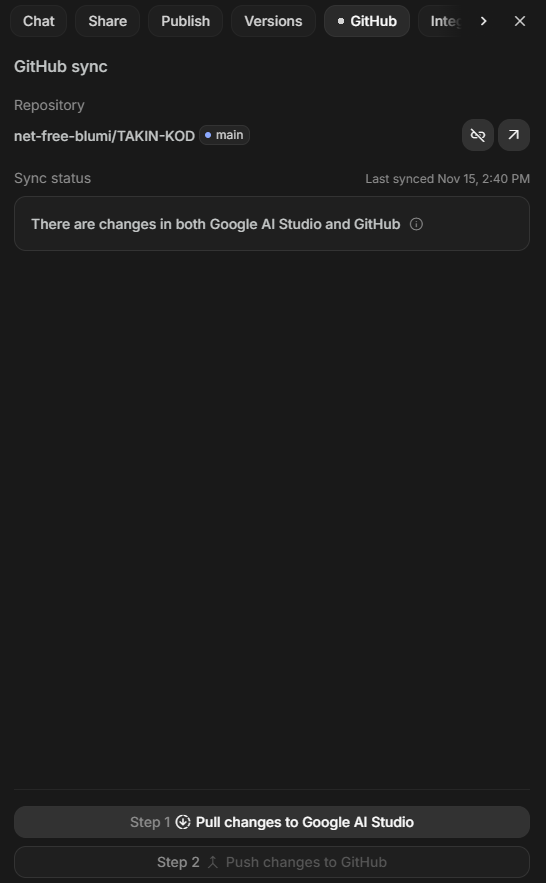 Chat Share Publish Versions GitHub
GitHub sync
Repository
net-free-blumi/TAKIN-KOD main
Sync status Last synced Nov 15, 2:40 PM
There are changes in both Google AI Studio and GitHub
Step 1 Pull changes to Google AI Studio
Step 2 Push changes to GitHub